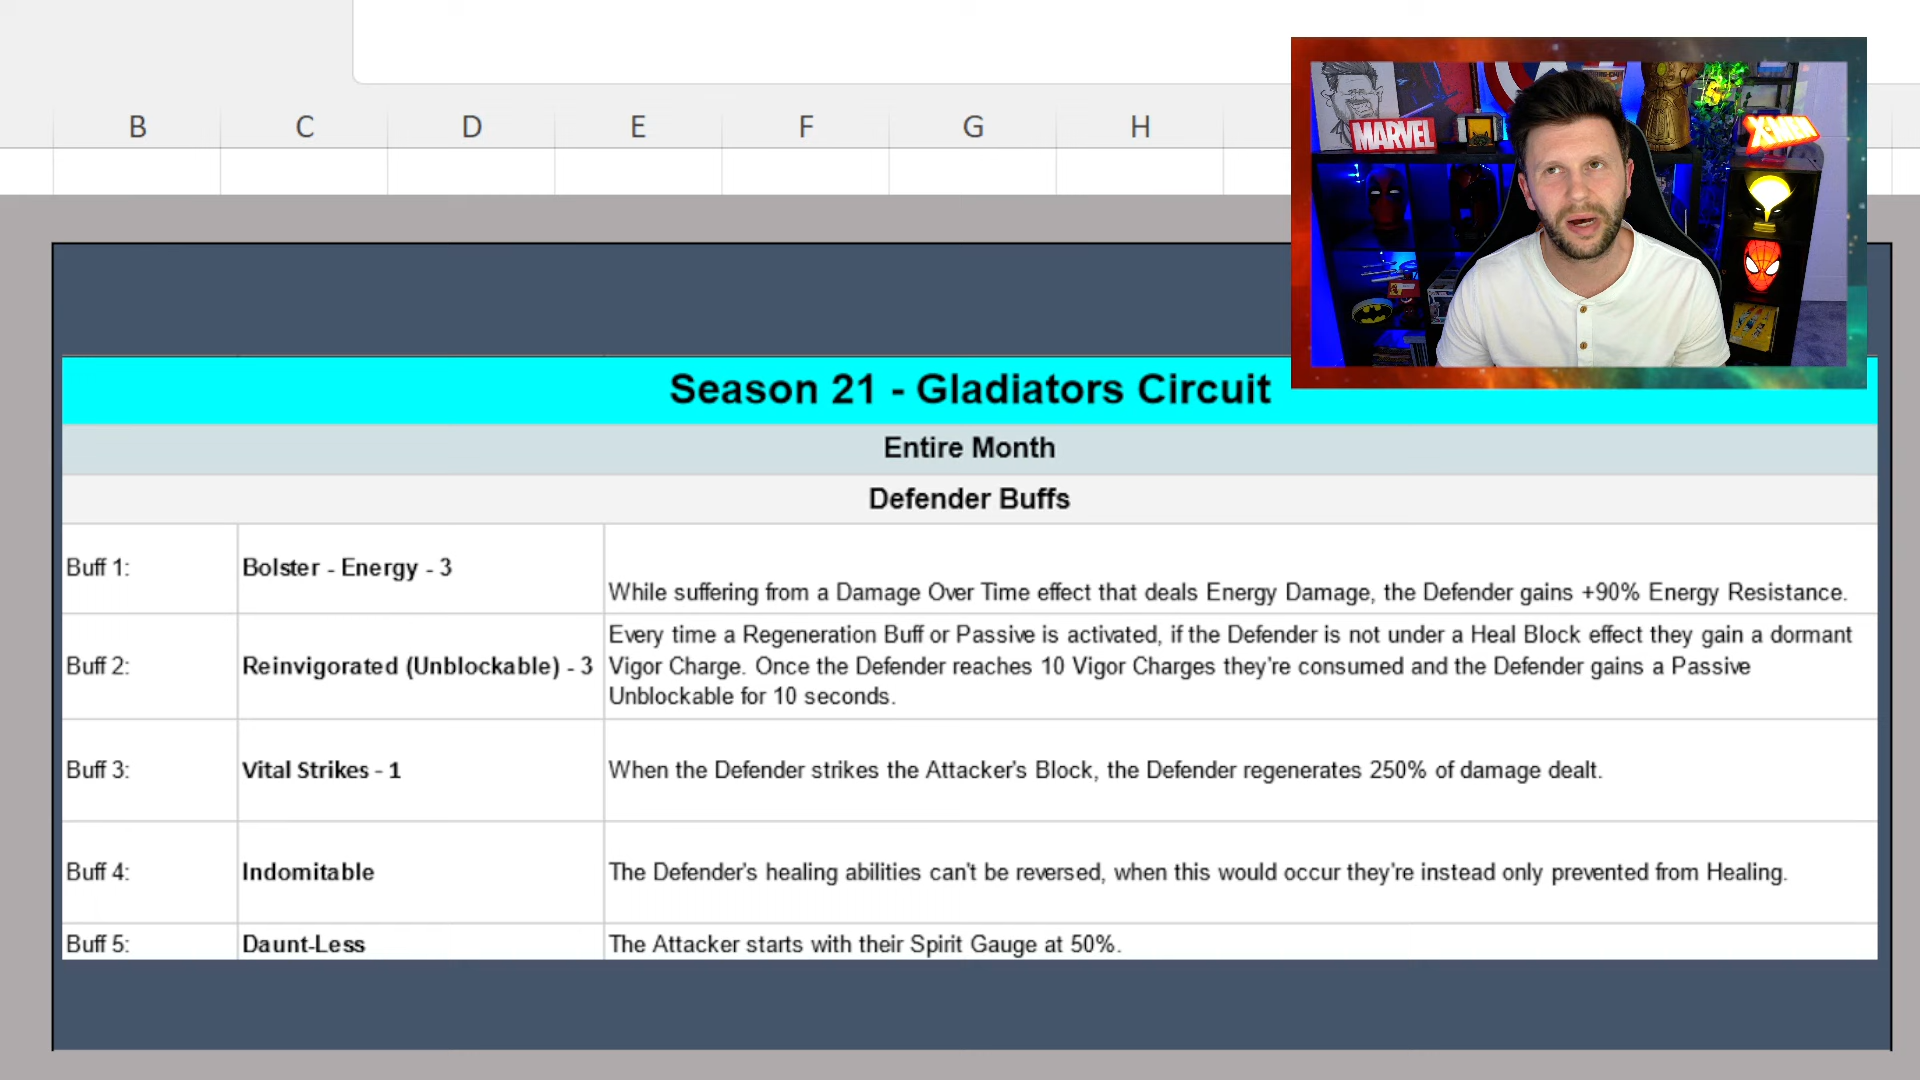 B C D E F G H
MARVEL
X-MEN
Season 21 - Gladiators Circuit
Entire Month
Defender Buffs
Buff 1: Bolster - Energy - 3 While suffering from a Damage Over Time effect that deals Energy Damage, the Defender gains +90% Energy Resistance.
Buff 2: Reinvigorated (Unblockable) - 3 Every time a Regeneration Buff or Passive is activated, if the Defender is not under a Heal Block effect they gain a dormant
Vigor Charge. Once the Defender reaches 10 Vigor Charges they're consumed and the Defender gains a Passive
Unblockable for 10 seconds.
Buff 3: Vital Strikes - 1 When the Defender strikes the Attacker's Block, the Defender regenerates 250% of damage dealt.
Buff 4: Indomitable The Defender's healing abilities can't be reversed, when this would occur they're instead only prevented from Healing.
Buff 5: Daunt-Less The Attacker starts with their Spirit Gauge at 50%.